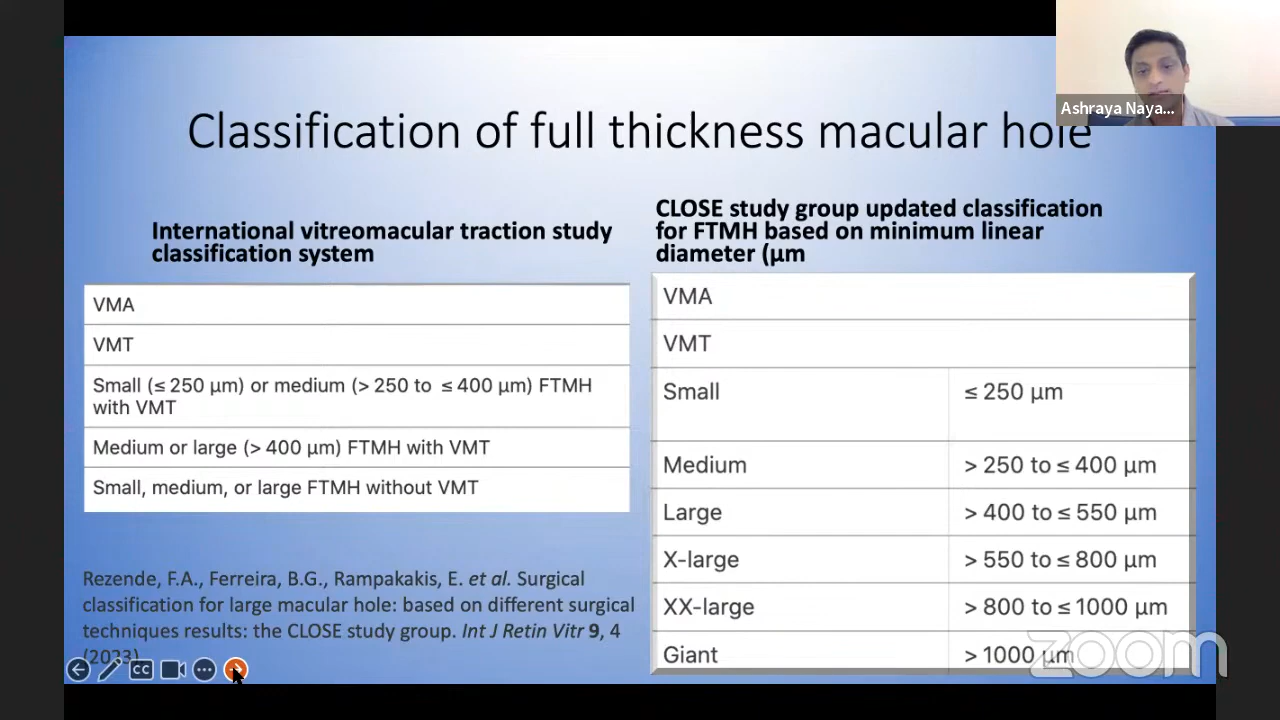 Ashraya Naya...
Classification of full thickness macular hole
International vitreomacular traction study
classification system
VMA
VMT
Small (≤ 250 μm) or medium (> 250 to ≤ 400 μm) FTMH
with VMT
Medium or large (> 400 μm) FTMH with VMT
Small, medium, or large FTMH without VMT
CLOSE study group updated classification
for FTMH based on minimum linear
diameter (μm
VMA
VMT
Small ≤ 250 μm
Medium > 250 to ≤ 400 μm
Large > 400 to ≤ 550 μm
X-large > 550 to ≤ 800 μm
XX-large > 800 to ≤ 1000 μm
Giant > 1000 μm
Rezende, F.A., Ferreira, B.G., Rampakakis, E. et al. Surgical
classification for large macular hole: based on different surgical
techniques results: the CLOSE study group. Int J Retin Vitr 9, 4
(2023)
CC
zoom